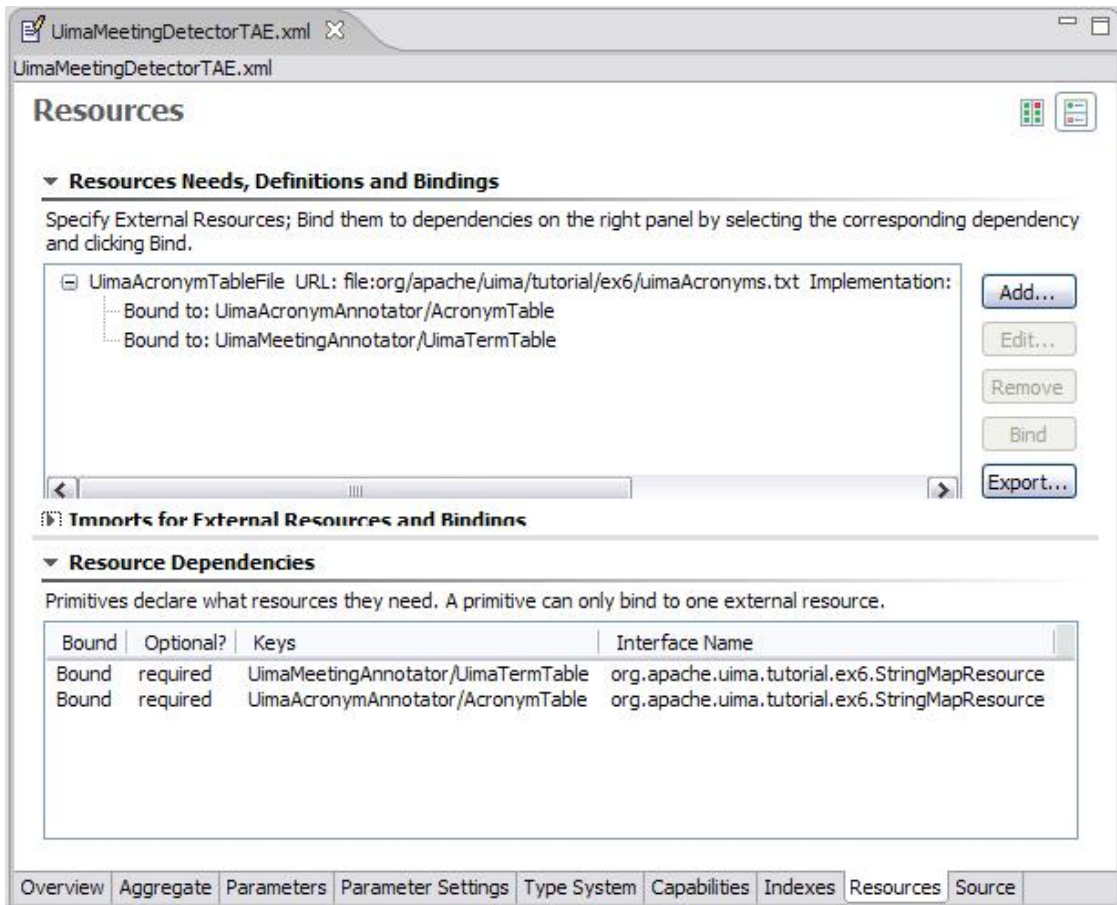 UimaMeetingDetectorTAE.xml
UimaMeetingDetectorTAE.xml
Resources
Resources Needs, Definitions and Bindings
Specify External Resources; Bind them to dependencies on the right panel by selecting the corresponding dependency
and clicking Bind.
UimaAcronymTableFile URL: file:org/apache/uima/tutorial/ex6/uimaAcronyms.txt Implementation:
Bound to: UimaAcronymAnnotator/AcronymTable
Bound to: UimaMeetingAnnotator/UimaTermTable
Add...
Edit...
Remove
Bind
Export...
Imports for External Resources and Bindings
Resource Dependencies
Primitives declare what resources they need. A primitive can only bind to one external resource.
Bound Optional? Keys Interface Name
Bound required UimaMeetingAnnotator/UimaTermTable org.apache.uima.tutorial.ex6.StringMapResource
Bound required UimaAcronymAnnotator/AcronymTable org.apache.uima.tutorial.ex6.StringMapResource
Overview Aggregate Parameters Parameter Settings Type System Capabilities Indexes Resources Source